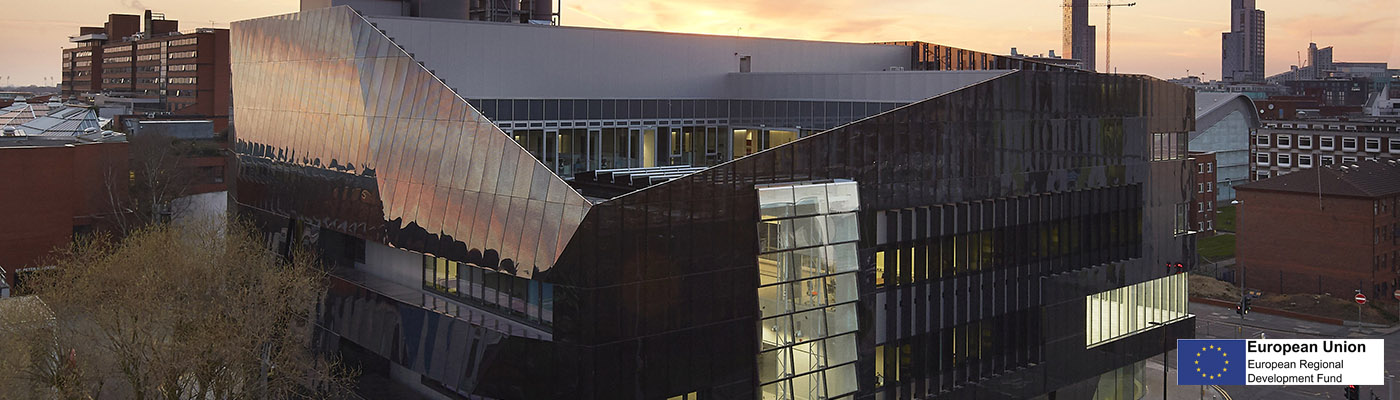 European Union
European Regional
Development Fund